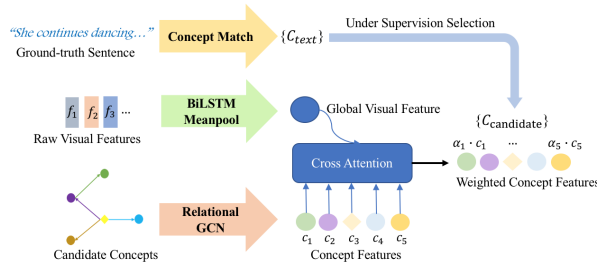 "She continues dancing…"
Ground-truth Sentence
Concept Match
{C_text}
Under Supervision Selection
f1 f2 f3 ...
Raw Visual Features
BiLSTM
Meanpool
Global Visual Feature
Cross Attention
{C_candidate}
α1 · c1 ... α5 · c5
Weighted Concept Features
Relational
GCN
c1 c2 c3 c4 c5
Candidate Concepts
Concept Features